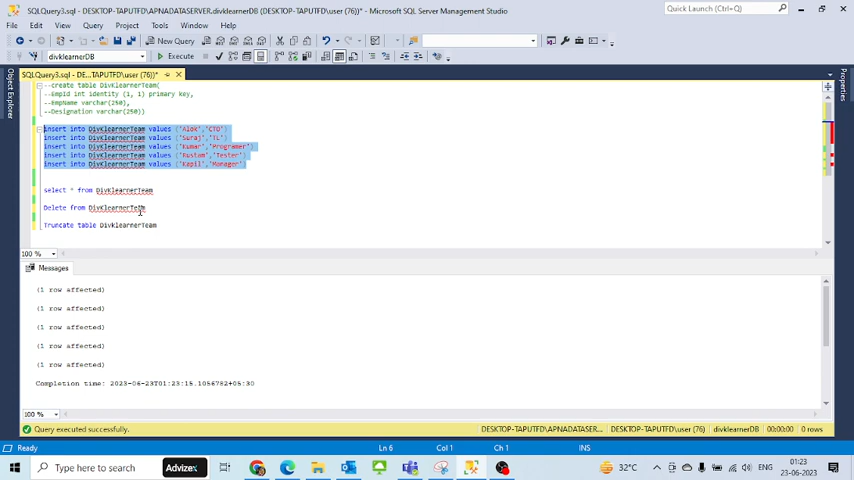 SQLQuery3.sql - DESKTOP-TAPUTFD\APNADATASERVER.divklearnerDB (DESKTOP-TAPUTFD\user (76))* - Microsoft SQL Server Management Studio
Quick Launch (Ctrl+Q)
File Edit View Query Project Tools Window Help
New Query
divklearnerDB
Execute
SQLQuery3.sql - DE...TAPUTFD\user (76))*
Object Explorer
Properties
--create table DivKlearnerTeam(
--Empid int identity (1, 1) primary key,
--EmpName varchar(250),
--Designation varchar(250))
insert into DivKlearnerTeam values ('Alok','CTO')
insert into DivKlearnerTeam values ('Suraj','TL')
insert into DivKlearnerTeam values ('Kumar','Programer')
insert into DivKlearnerTeam values ('Rustom','Tester')
insert into DivKlearnerTeam values ('Kapil','Manager')
select * from DivKlearnerTeam
Delete from DivKlearnerTeam
Truncate table DivklearnerTeam
100 %
Messages
(1 row affected)
(1 row affected)
(1 row affected)
(1 row affected)
(1 row affected)
Completion time: 2023-06-23T01:23:15.1056782+05:30
100 %
Query executed successfully.
DESKTOP-TAPUTFD\APNADATASER... DESKTOP-TAPUTFD\user (76) divklearnerDB 00:00:00 0 rows
Ready Ln 6 Col 1 Ch 1 INS
Type here to search
Advizex
32°C
ENG
01:23
23-06-2023